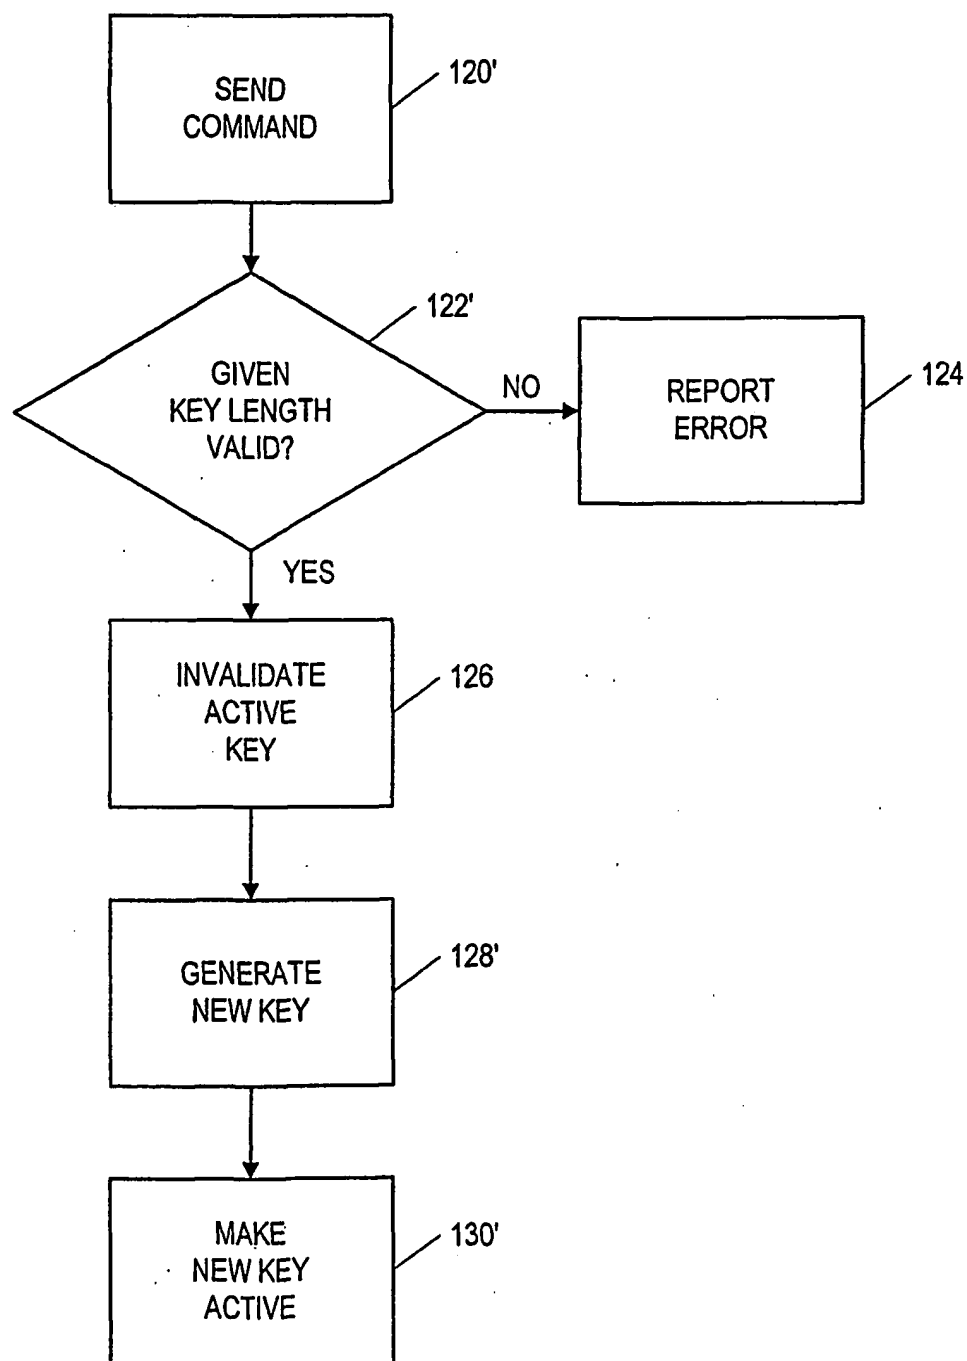 SEND
COMMAND
120'
122'
GIVEN
KEY LENGTH
VALID?
NO
REPORT
ERROR
124
YES
INVALIDATE
ACTIVE
KEY
126
GENERATE
NEW KEY
128'
MAKE
NEW KEY
ACTIVE
130'